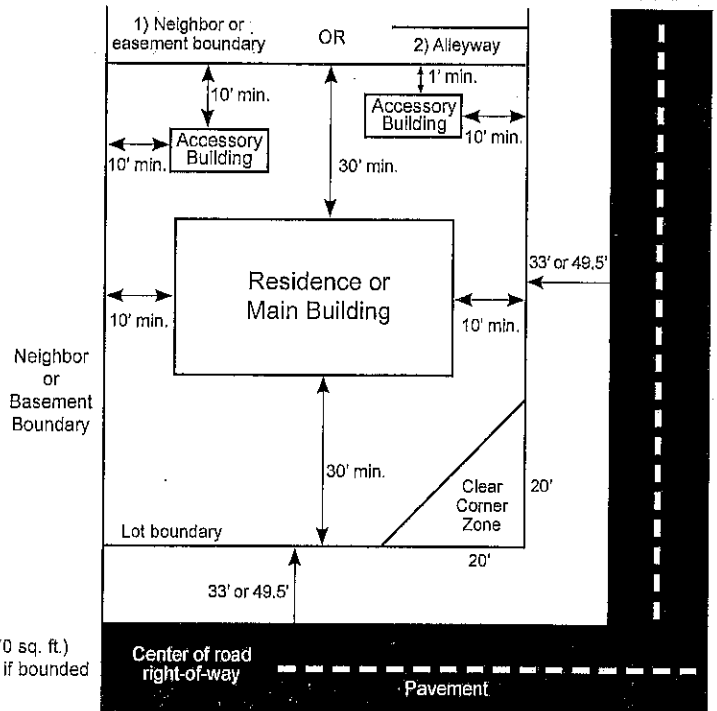 1) Neighbor or
easement boundary
OR
2) Alleyway
10' min.
1' min.
Accessory
Building
10' min.
Accessory
Building
10' min.
30' min.
33' or 49.5'
Residence or
Main Building
10' min.
10' min.
Neighbor
or
Basement
Boundary
30' min.
Clear
Corner
Zone
20'
Lot boundary
20'
33' or 49.5'
0 sq. ft.)
if bounded
Center of road
right-of-way
Pavement